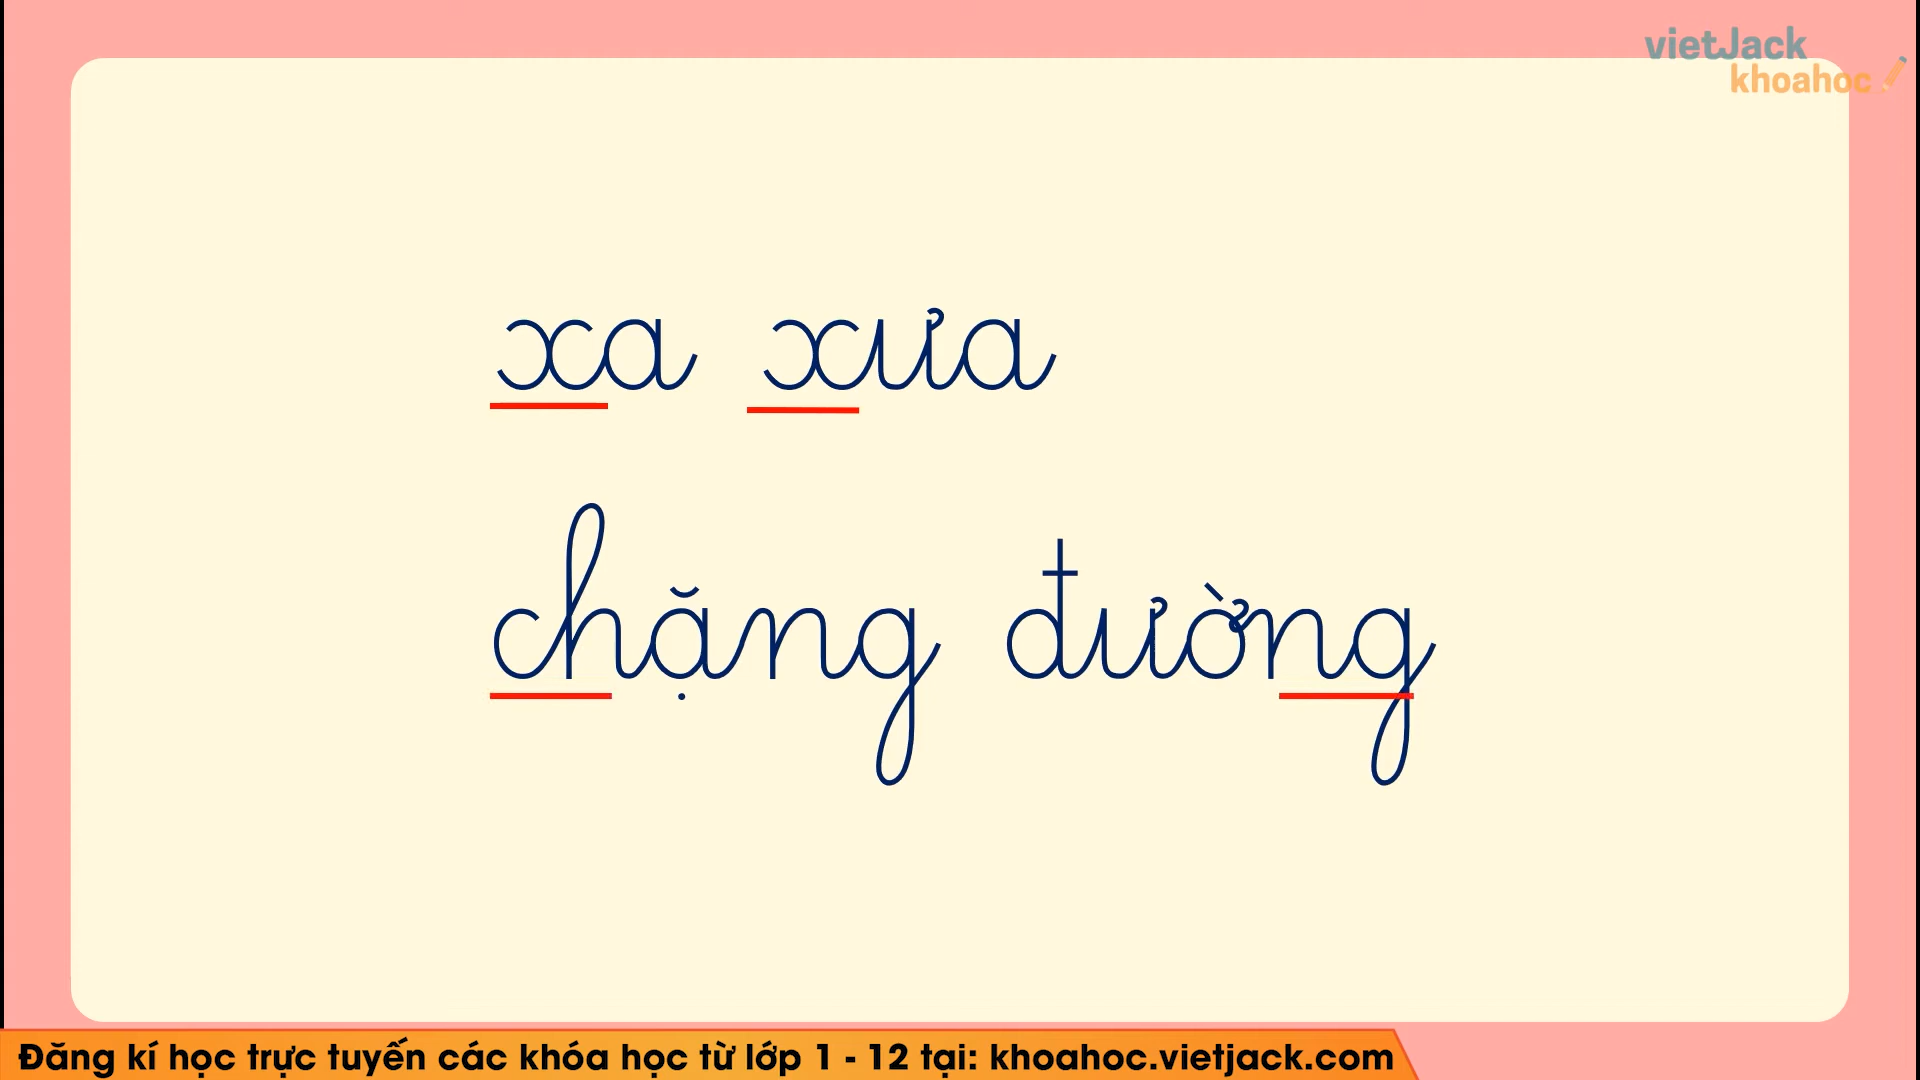 vietJack
khoahoc
xa xưa
chặng đường
Đăng kí học trực tuyến các khóa học từ lớp 1 - 12 tại: khoahoc.vietjack.com